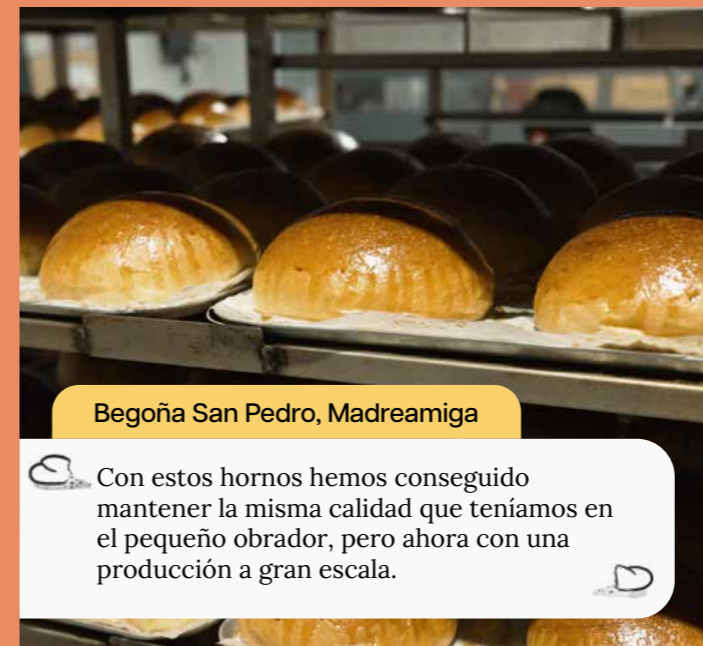 Begoña San Pedro, Madreamiga
Con estos hornos hemos conseguido
mantener la misma calidad que teníamos en
el pequeño obrador, pero ahora con una
producción a gran escala.